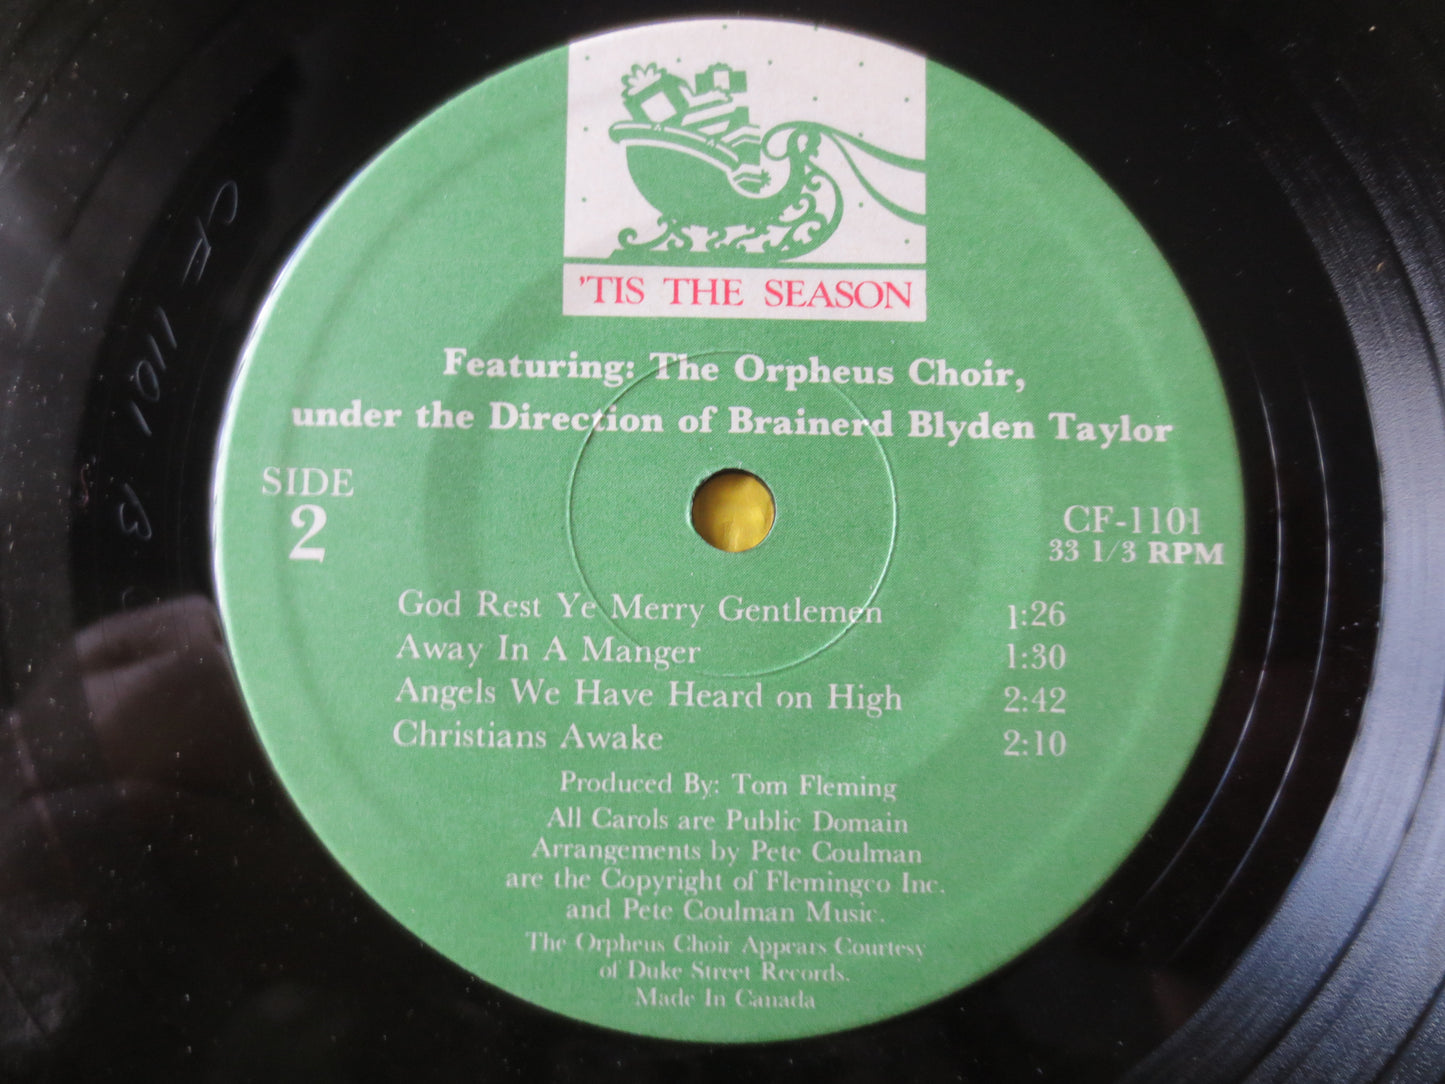 'TIS THE SEASON
Featuring: The Orpheus Choir,
under the Direction of Brainerd Blyden Taylor
SIDE
2
CF-1101
33 1/3 RPM
God Rest Ye Merry Gentlemen 1:26
Away In A Manger 1:30
Angels We Have Heard on High 2:42
Christians Awake 2:10
Produced By: Tom Fleming
All Carols are Public Domain
Arrangements by Pete Coulman
are the Copyright of Flemingco Inc.
and Pete Coulman Music.
The Orpheus Choir Appears Courtesy
of Duke Street Records.
Made In Canada
CF 1101 B